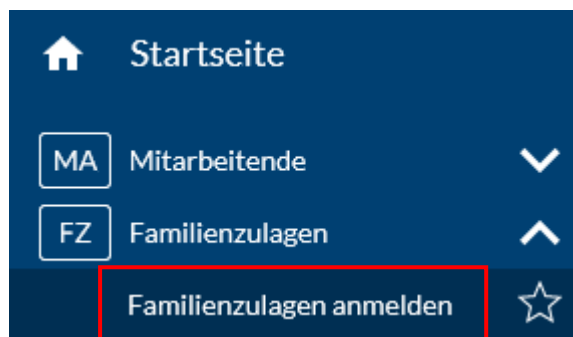 Startseite
MA Mitarbeitende
FZ Familienzulagen
Familienzulagen anmelden